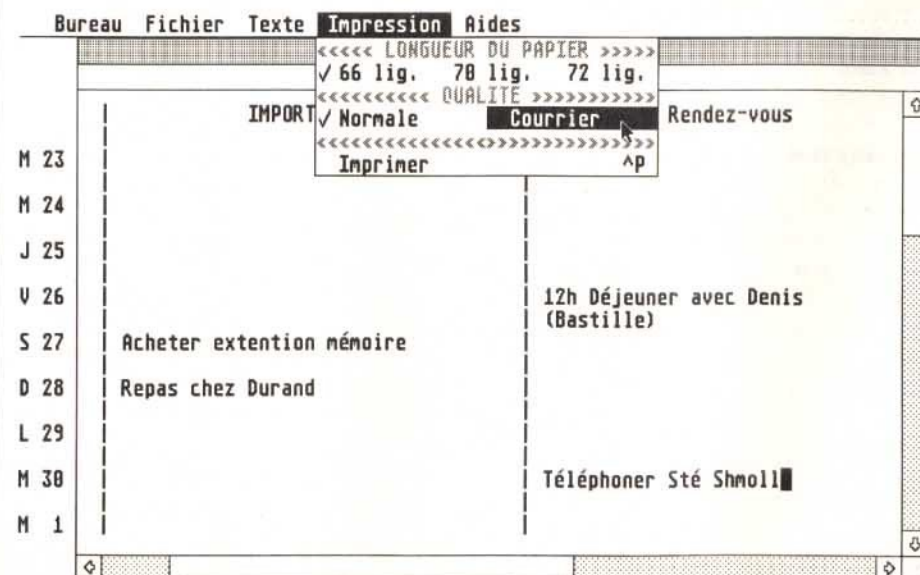 Bureau Fichier Texte Impression Aides
<<<<< LONGUEUR DU PAPIER >>>>>
✓ 66 lig. 70 lig. 72 lig.
<<<<<<<<<<< QUALITE >>>>>>>>>>>
IMPORT ✓ Normale Courrier Rendez-vous
<<<<<<<<<<<<<<<<>>>>>>>>>>>>>>>>
M 23 Imprimer ^P
M 24
J 25
V 26 12h Déjeuner avec Denis
(Bastille)
S 27 Acheter extention mémoire
D 28 Repas chez Durand
L 29
M 30 Téléphoner Sté Shmoll
M 1